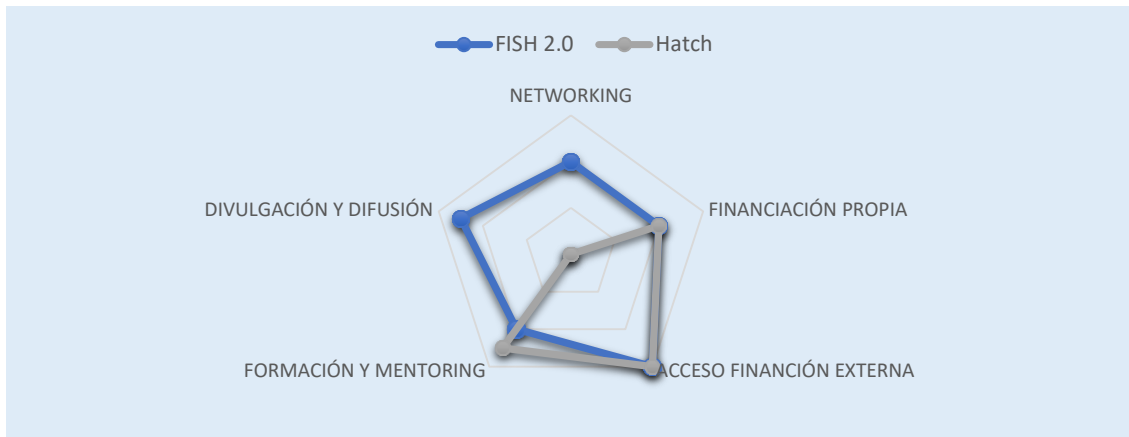 FISH 2.0 Hatch
NETWORKING
DIVULGACIÓN Y DIFUSIÓN FINANCIACIÓN PROPIA
FORMACIÓN Y MENTORING ACCESO FINANCIÓN EXTERNA